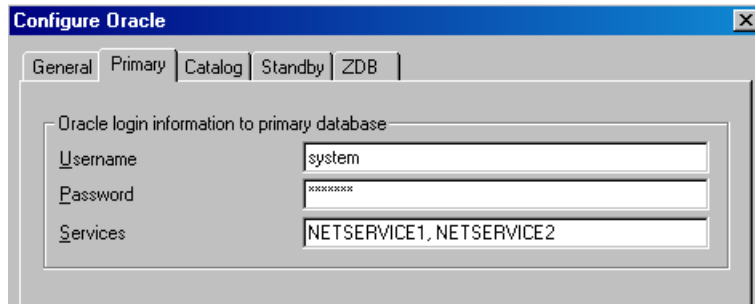 Configure Oracle
General Primary Catalog Standby ZDB
Oracle login information to primary database
Username system
Password *******
Services NETSERVICE1, NETSERVICE2